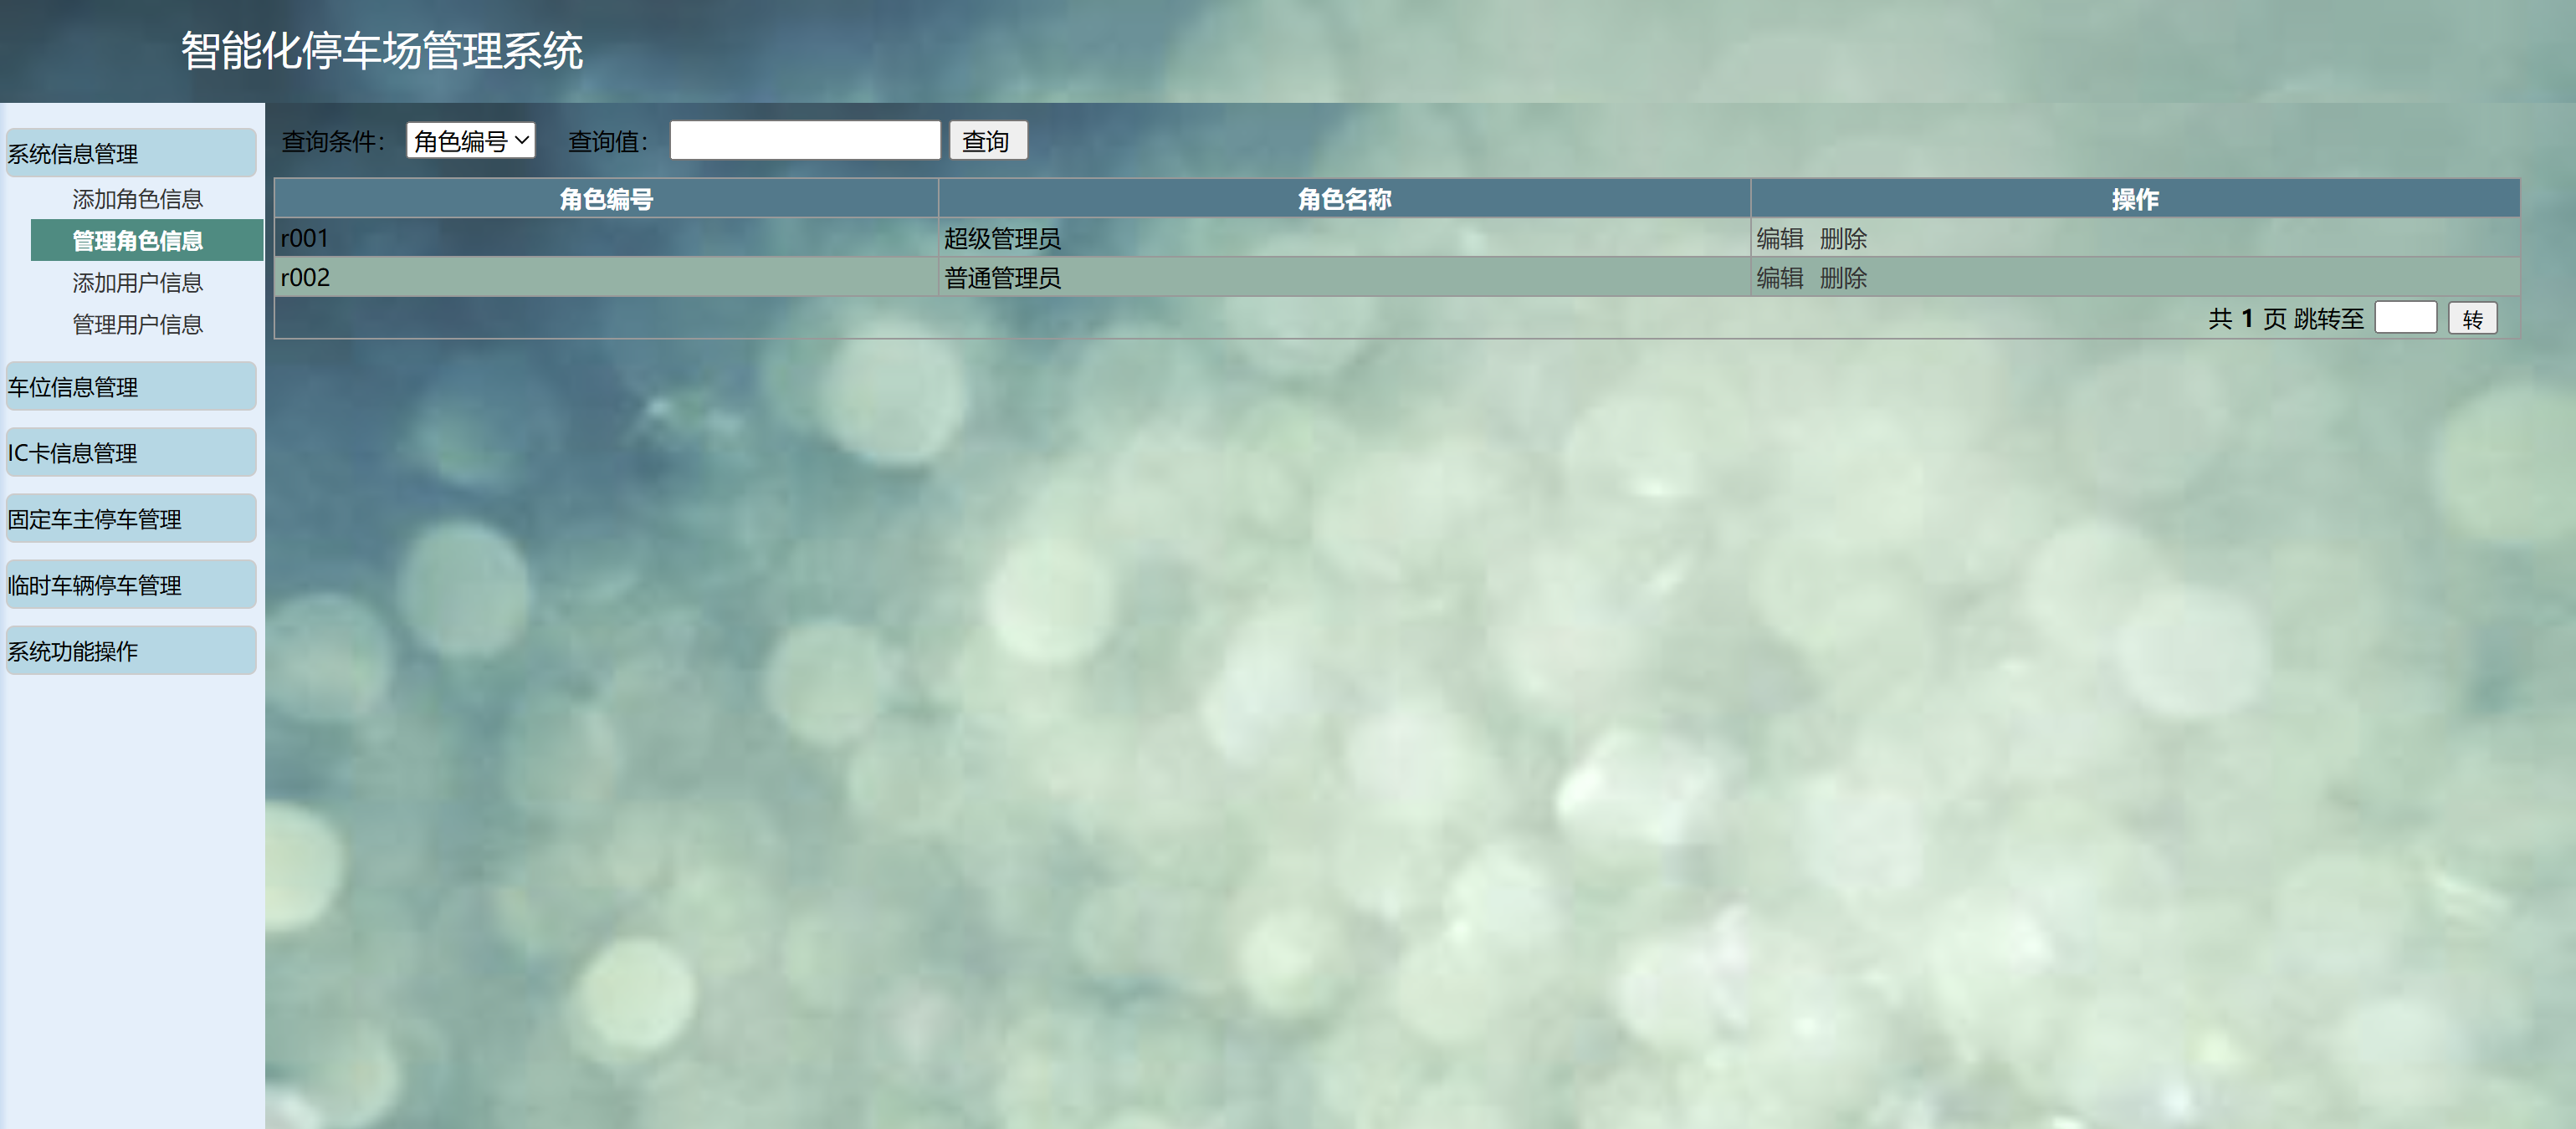 智能化停车场管理系统
系统信息管理
添加角色信息
管理角色信息
添加用户信息
管理用户信息
车位信息管理
IC卡信息管理
固定车主停车管理
临时车辆停车管理
系统功能操作
查询条件： 角色编号 查询值： 查询
角色编号 角色名称 操作
r001 超级管理员 编辑 删除
r002 普通管理员 编辑 删除
共 1 页 跳转至 转